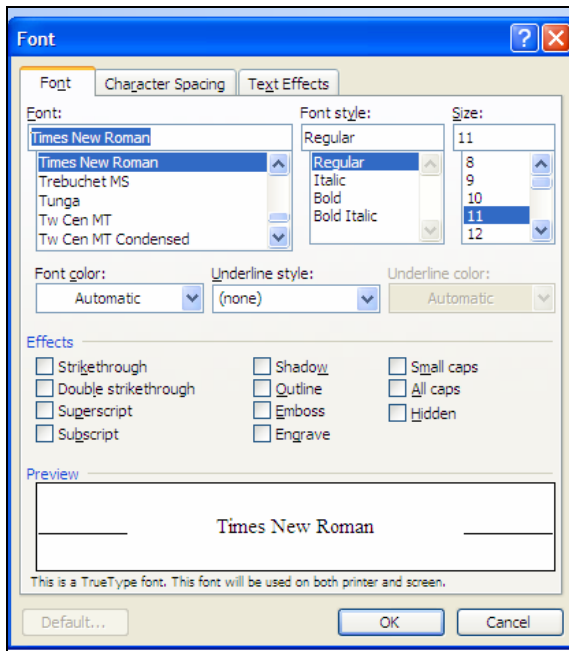 Font
Font Character Spacing Text Effects
Font: Font style: Size:
Times New Roman Regular 11
Times New Roman Regular 8
Trebuchet MS Italic 9
Tunga Bold 10
Tw Cen MT Bold Italic 11
Tw Cen MT Condensed 12
Font color: Underline style: Underline color:
Automatic (none) Automatic
Effects
Strikethrough Shadow Small caps
Double strikethrough Outline All caps
Superscript Emboss Hidden
Subscript Engrave
Preview
Times New Roman
This is a TrueType font. This font will be used on both printer and screen.
Default... OK Cancel